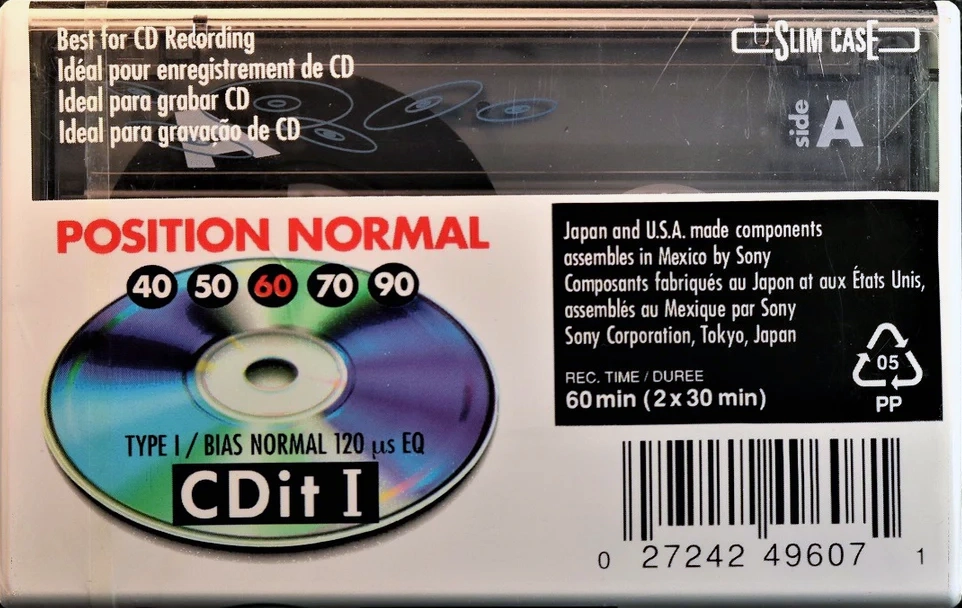 Best for CD Recording
Idéal pour enregistrement de CD
Ideal para grabar CD
Ideal para gravação de CD
SLIM CASE
side A
A
POSITION NORMAL
40 50 60 70 90
TYPE I / BIAS NORMAL 120 µs EQ
CDit I
Japan and U.S.A. made components
assembles in Mexico by Sony
Composants fabriqués au Japon at aux États Unis,
assemblés au Mexique par Sony
Sony Corporation, Tokyo, Japan
REC. TIME / DUREE
60 min (2 x 30 min)
05
PP
0 27242 49607 1